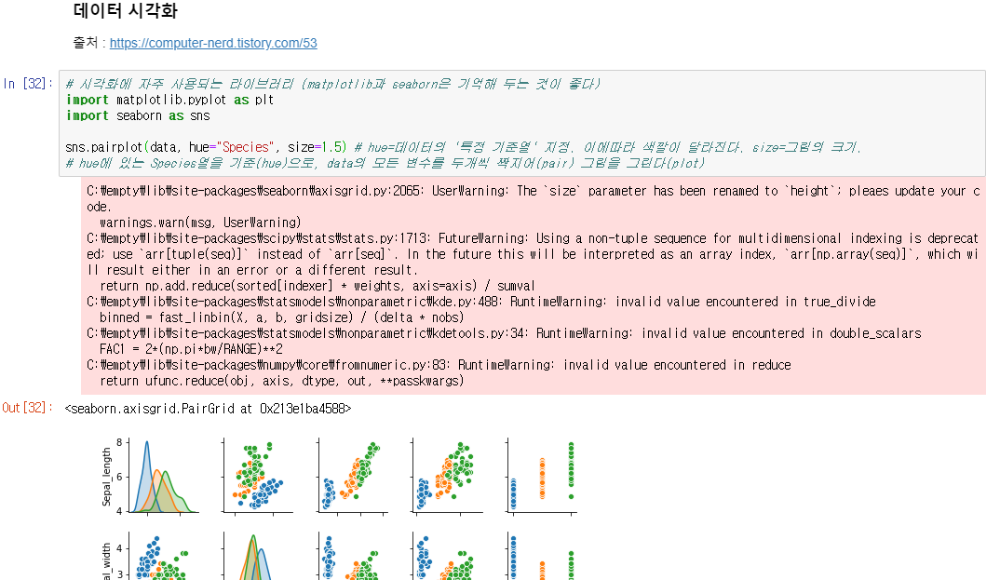 데이터 시각화
출처 : https://computer-nerd.tistory.com/53
In [32]:
# 시각화에 자주 사용되는 라이브러리 (matplotlib과 seaborn은 기억해 두는 것이 좋다)
import matplotlib.pyplot as plt
import seaborn as sns
sns.pairplot(data, hue="Species", size=1.5) # hue=데이터의 '특정 기준열' 지정. 이에따라 색깔이 달라진다. size=그림의 크기.
# hue에 있는 Species열을 기준(hue)으로, data의 모든 변수를 두개씩 짝지어(pair) 그림을 그린다(plot)
C:₩empty₩lib₩site-packages₩seaborn₩axisgrid.py:2065: UserWarning: The `size` parameter has been renamed to `height`; pleaes update your c
ode.
warnings.warn(msg, UserWarning)
C:₩empty₩lib₩site-packages₩scipy₩stats₩stats.py:1713: FutureWarning: Using a non-tuple sequence for multidimensional indexing is deprecat
ed; use `arr[tuple(seq)]` instead of `arr[seq]`. In the future this will be interpreted as an array index, `arr[np.array(seq)]`, which wi
ll result either in an error or a different result.
return np.add.reduce(sorted[indexer] * weights, axis=axis) / sumval
C:₩empty₩lib₩site-packages₩statsmodels₩nonparametric₩kde.py:488: RuntimeWarning: invalid value encountered in true_divide
binned = fast_linbin(X, a, b, gridsize) / (delta * nobs)
C:₩empty₩lib₩site-packages₩statsmodels₩nonparametric₩kdetools.py:34: RuntimeWarning: invalid value encountered in double_scalars
FAC1 = 2*(np.pi*bw/RANGE)**2
C:₩empty₩lib₩site-packages₩numpy₩core₩fromnumeric.py:83: RuntimeWarning: invalid value encountered in reduce
return ufunc.reduce(obj, axis, dtype, out, **passkwargs)
Out[32]: <seaborn.axisgrid.PairGrid at 0x213e1ba4588>
Sepal_length
8
6
4
al_width
4
3